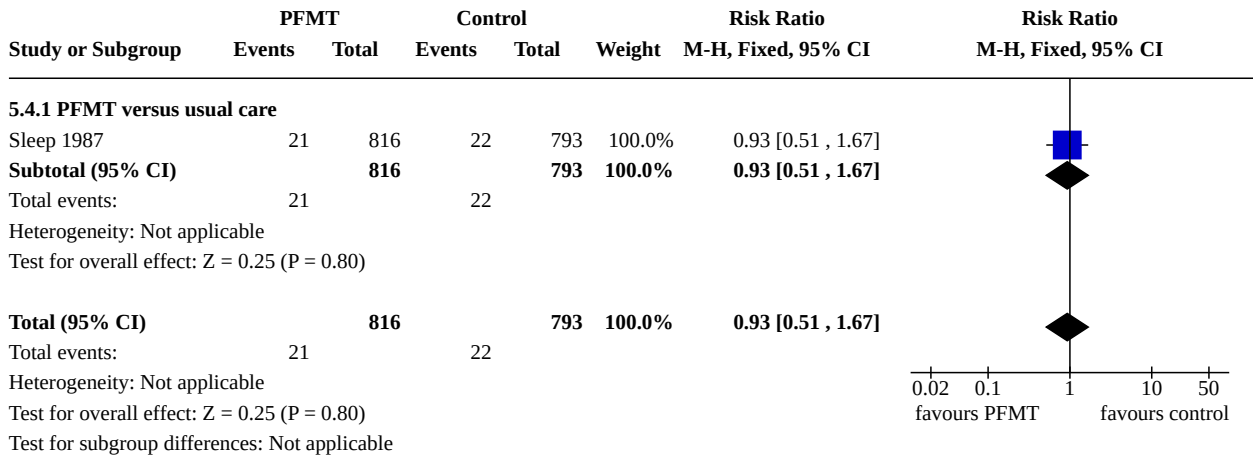 PFMT Control Risk Ratio Risk Ratio
Study or Subgroup Events Total Events Total Weight M-H, Fixed, 95% CI M-H, Fixed, 95% CI
5.4.1 PFMT versus usual care
Sleep 1987 21 816 22 793 100.0% 0.93 [0.51 , 1.67]
Subtotal (95% CI) 816 793 100.0% 0.93 [0.51 , 1.67]
Total events: 21 22
Heterogeneity: Not applicable
Test for overall effect: Z = 0.25 (P = 0.80)
Total (95% CI) 816 793 100.0% 0.93 [0.51 , 1.67]
Total events: 21 22
Heterogeneity: Not applicable
0.02 0.1 1 10 50
Test for overall effect: Z = 0.25 (P = 0.80) favours PFMT favours control
Test for subgroup differences: Not applicable